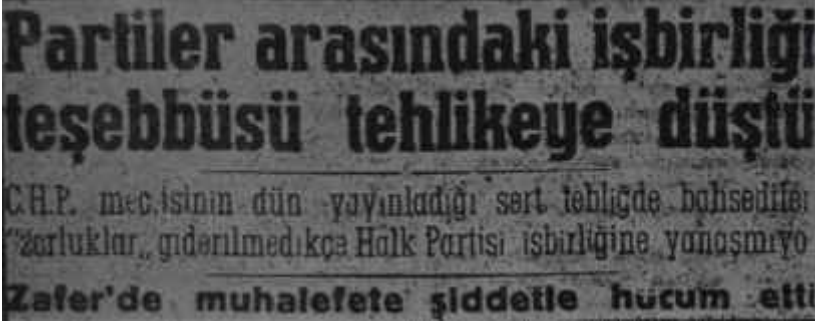 Partiler arasındaki işbirliği
teşebbüsü tehlikeye düştü
C.H.P. meclisinin dün yayınladığı sert tebliğde bahsedilen
"zorluklar„ giderilmedikçe Halk Partisi işbirliğine yanaşmıyo
Zafer'de muhalefete şiddetle hücum etti